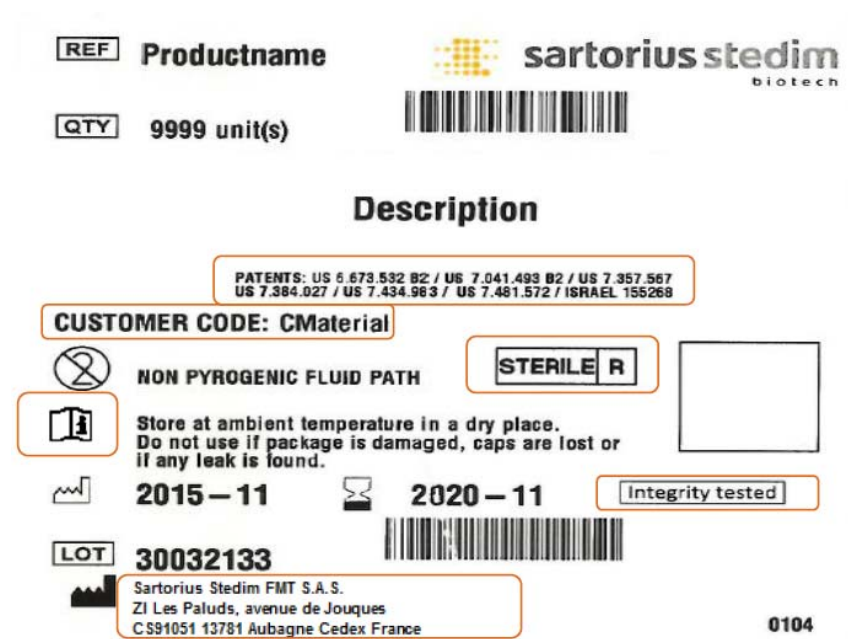 REF Productname
sartorius stedim
biotech
QTY 9999 unit(s)
Description
PATENTS: US 6.673.532 B2 / US 7.041.493 B2 / US 7.357.567
US 7.384.027 / US 7.434.983 / US 7.481.572 / ISRAEL 155268
CUSTOMER CODE: CMaterial
2 NON PYROGENIC FLUID PATH
STERILE R
i
Store at ambient temperature in a dry place.
Do not use if package is damaged, caps are lost or
if any leak is found.
2015–11
2020–11
Integrity tested
LOT 30032133
Sartorius Stedim FMT S.A.S.
ZI Les Paluds, avenue de Jouques
CS91051 13781 Aubagne Cedex France
0104